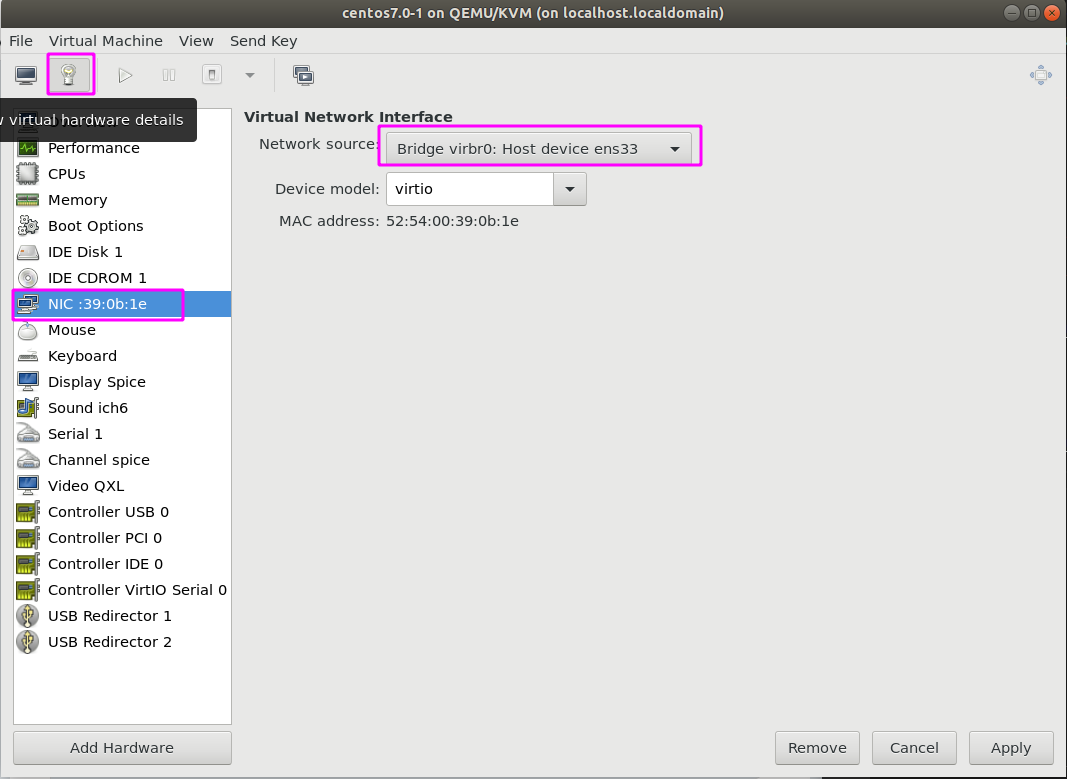 centos7.0-1 on QEMU/KVM (on localhost.localdomain)
File Virtual Machine View Send Key
virtual hardware details
Performance
CPUs
Memory
Boot Options
IDE Disk 1
IDE CDROM 1
NIC :39:0b:1e
Mouse
Keyboard
Display Spice
Sound ich6
Serial 1
Channel spice
Video QXL
Controller USB 0
Controller PCI 0
Controller IDE 0
Controller VirtIO Serial 0
USB Redirector 1
USB Redirector 2
Add Hardware
Virtual Network Interface
Network source: Bridge virbr0: Host device ens33
Device model: virtio
MAC address: 52:54:00:39:0b:1e
Remove Cancel Apply